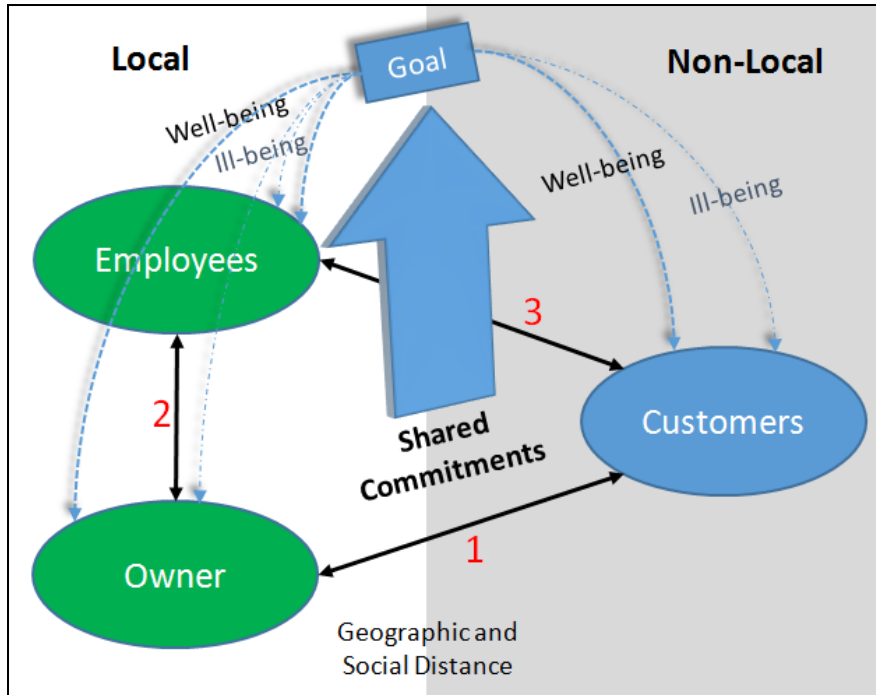 Local
Goal
Non-Local
Well-being
Ill-being
Well-being
Ill-being
Employees
3
2
Customers
Shared
Commitments
1
Owner
Geographic and
Social Distance